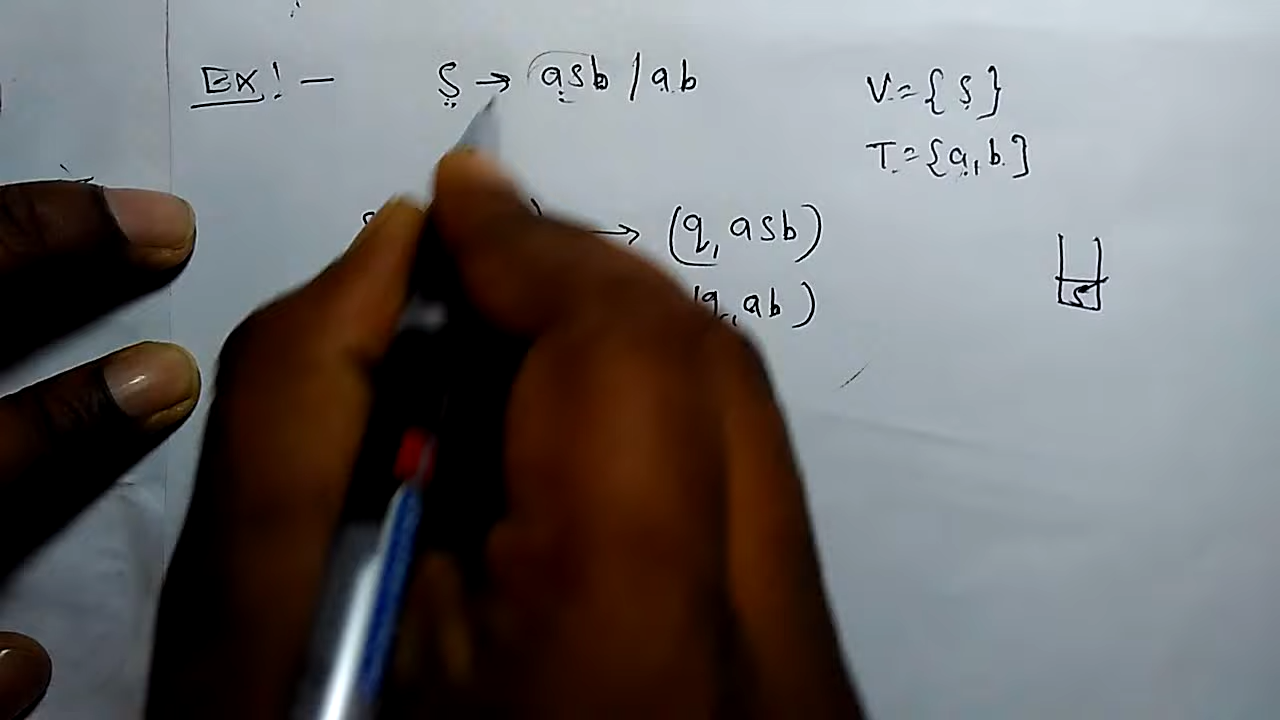 Ex:- S → asb / ab
V = { S }
T = {a, b }
→ (q, asb)
(q, ab)
S